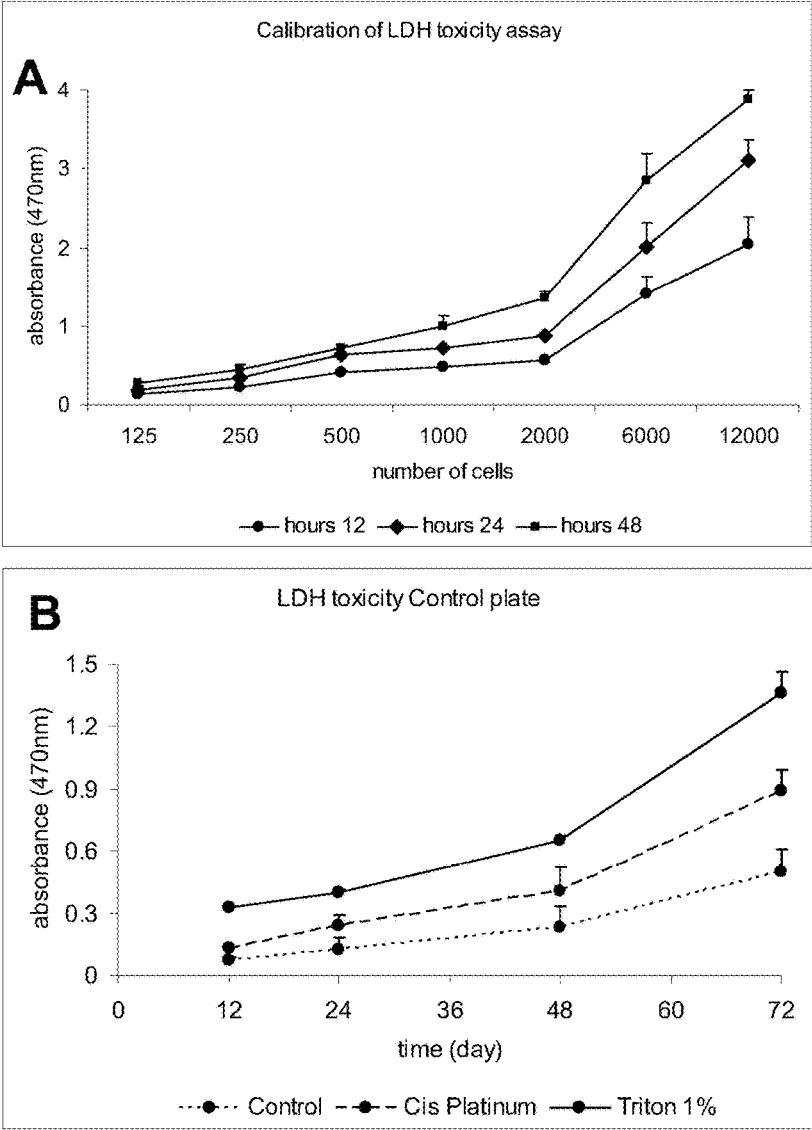 Calibration of LDH toxicity assay
A
absorbance (470nm)
4
3
2
1
0
125 250 500 1000 2000 6000 12000
number of cells
hours 12 hours 24 hours 48
B
LDH toxicity Control plate
absorbance (470nm)
1.5
1.2
0.9
0.6
0.3
0
0 12 24 36 48 60 72
time (day)
Control Cis Platinum Triton 1%